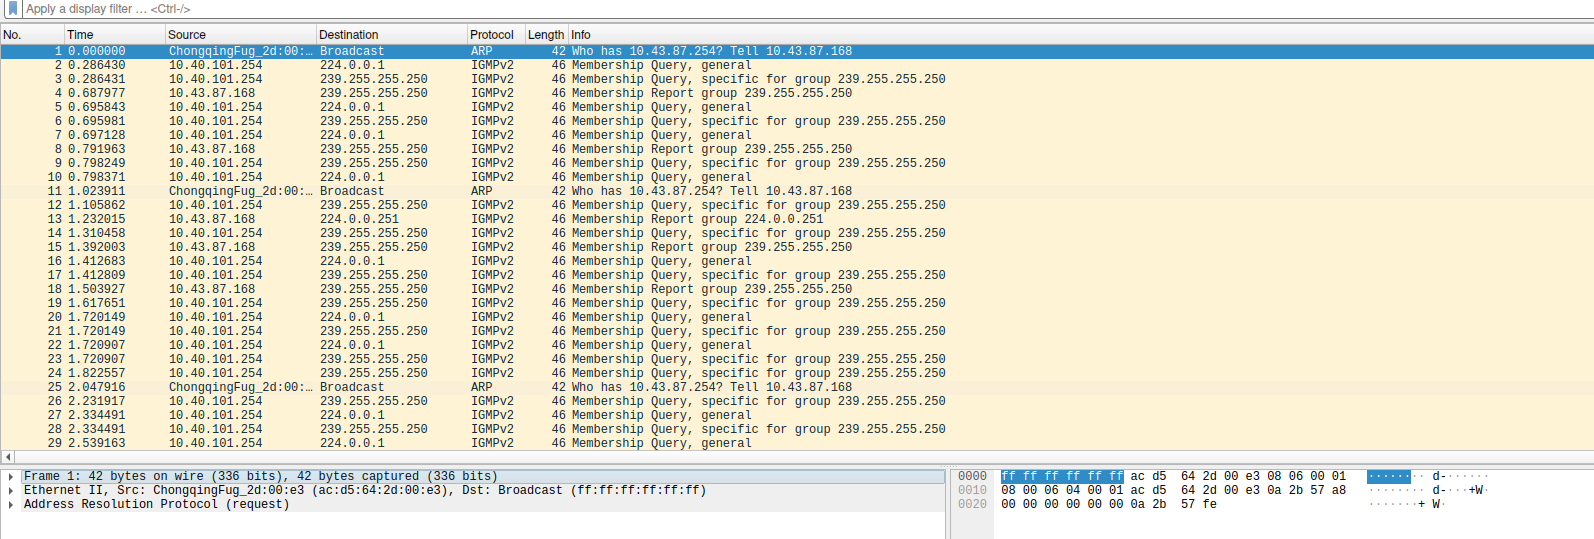 Apply a display filter … <Ctrl-/>
No. Time Source Destination Protocol Length Info
1 0.000000 ChongqingFug_2d:00:… Broadcast ARP 42 Who has 10.43.87.254? Tell 10.43.87.168
2 0.286430 10.40.101.254 224.0.0.1 IGMPv2 46 Membership Query, general
3 0.286431 10.40.101.254 239.255.255.250 IGMPv2 46 Membership Query, specific for group 239.255.255.250
4 0.687977 10.43.87.168 239.255.255.250 IGMPv2 46 Membership Report group 239.255.255.250
5 0.695843 10.40.101.254 224.0.0.1 IGMPv2 46 Membership Query, general
6 0.695981 10.40.101.254 239.255.255.250 IGMPv2 46 Membership Query, specific for group 239.255.255.250
7 0.697128 10.40.101.254 224.0.0.1 IGMPv2 46 Membership Query, general
8 0.791963 10.43.87.168 239.255.255.250 IGMPv2 46 Membership Report group 239.255.255.250
9 0.798249 10.40.101.254 239.255.255.250 IGMPv2 46 Membership Query, specific for group 239.255.255.250
10 0.798371 10.40.101.254 224.0.0.1 IGMPv2 46 Membership Query, general
11 1.023911 ChongqingFug_2d:00:… Broadcast ARP 42 Who has 10.43.87.254? Tell 10.43.87.168
12 1.105862 10.40.101.254 239.255.255.250 IGMPv2 46 Membership Query, specific for group 239.255.255.250
13 1.232015 10.43.87.168 224.0.0.251 IGMPv2 46 Membership Report group 224.0.0.251
14 1.310458 10.40.101.254 239.255.255.250 IGMPv2 46 Membership Query, specific for group 239.255.255.250
15 1.392003 10.43.87.168 239.255.255.250 IGMPv2 46 Membership Report group 239.255.255.250
16 1.412683 10.40.101.254 224.0.0.1 IGMPv2 46 Membership Query, general
17 1.412809 10.40.101.254 239.255.255.250 IGMPv2 46 Membership Query, specific for group 239.255.255.250
18 1.503927 10.43.87.168 239.255.255.250 IGMPv2 46 Membership Report group 239.255.255.250
19 1.617651 10.40.101.254 239.255.255.250 IGMPv2 46 Membership Query, specific for group 239.255.255.250
20 1.720149 10.40.101.254 224.0.0.1 IGMPv2 46 Membership Query, general
21 1.720149 10.40.101.254 239.255.255.250 IGMPv2 46 Membership Query, specific for group 239.255.255.250
22 1.720907 10.40.101.254 224.0.0.1 IGMPv2 46 Membership Query, general
23 1.720907 10.40.101.254 239.255.255.250 IGMPv2 46 Membership Query, specific for group 239.255.255.250
24 1.822557 10.40.101.254 239.255.255.250 IGMPv2 46 Membership Query, specific for group 239.255.255.250
25 2.047916 ChongqingFug_2d:00:… Broadcast ARP 42 Who has 10.43.87.254? Tell 10.43.87.168
26 2.231917 10.40.101.254 239.255.255.250 IGMPv2 46 Membership Query, specific for group 239.255.255.250
27 2.334491 10.40.101.254 224.0.0.1 IGMPv2 46 Membership Query, general
28 2.334491 10.40.101.254 239.255.255.250 IGMPv2 46 Membership Query, specific for group 239.255.255.250
29 2.539163 10.40.101.254 224.0.0.1 IGMPv2 46 Membership Query, general
Frame 1: 42 bytes on wire (336 bits), 42 bytes captured (336 bits)
Ethernet II, Src: ChongqingFug_2d:00:e3 (ac:d5:64:2d:00:e3), Dst: Broadcast (ff:ff:ff:ff:ff:ff)
Address Resolution Protocol (request)
0000 ff ff ff ff ff ff ac d5 64 2d 00 e3 08 06 00 01 ········ d-······
0010 08 00 06 04 00 01 ac d5 64 2d 00 e3 0a 2b 57 a8 ········ d-···+W·
0020 00 00 00 00 00 00 0a 2b 57 fe ·······+ W·